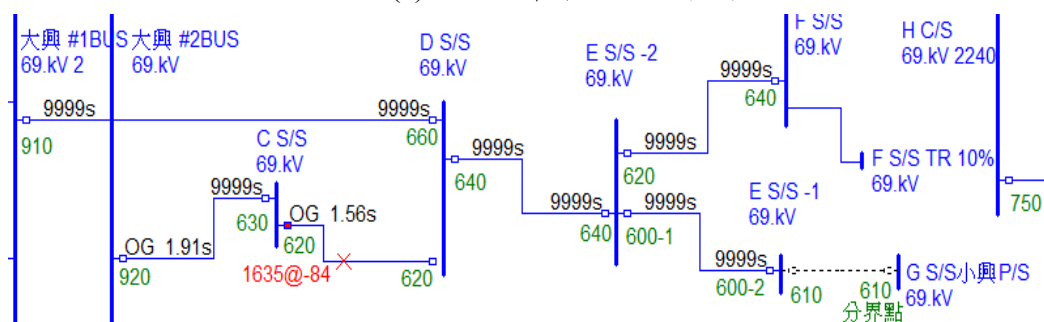 (c)
大興 #1BUS
69.kV 2
大興 #2BUS
69.kV
D S/S
69.kV
E S/S -2
69.kV
F S/S
69.kV
H C/S
69.kV 2240
9999s
910
9999s
660
C S/S
69.kV
9999s
630
OG 1.56s
620
1635@-84
OG 1.91s
920
620
9999s
640
9999s
640
9999s
640
620
9999s
600-1
F S/S TR 10%
69.kV
E S/S -1
69.kV
9999s
600-2
610
610
分界點
G S/S小興P/S
69.kV
750